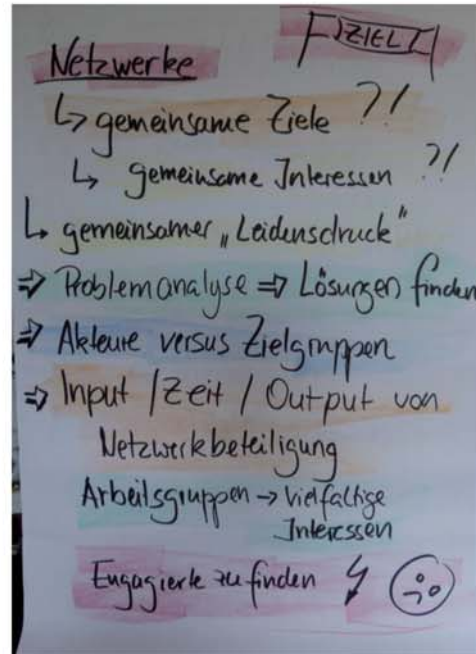 ZIEL
Netzwerke
↳ gemeinsame Ziele ?!
↳ gemeinsame Interessen ?!
↳ gemeinsamer „Leidensdruck“
⇒ Problemanalyse ⇒ Lösungen finden
⇒ Akteure versus Zielgruppen
⇒ Input / Zeit / Output von
Netzwerkbeteiligung
Arbeitsgruppen → vielfältige
Interessen
Engagierte zu finden